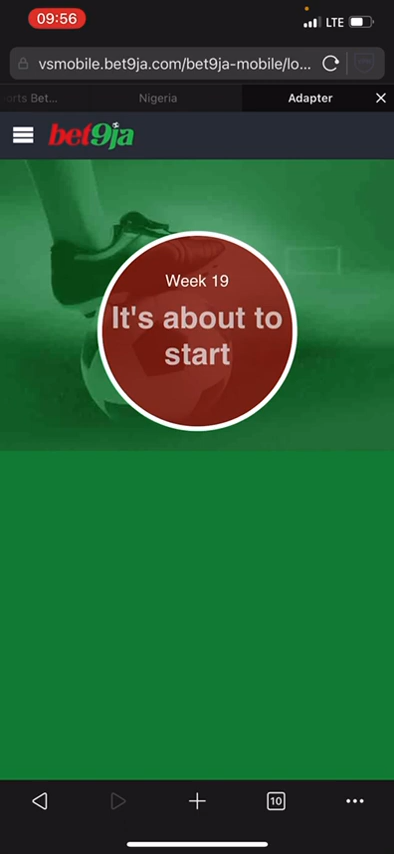 09:56
LTE
vsmobile.bet9ja.com/bet9ja-mobile/lo...
orts Bet...
Nigeria
Adapter
bet9ja
Week 19
It's about to
start
10